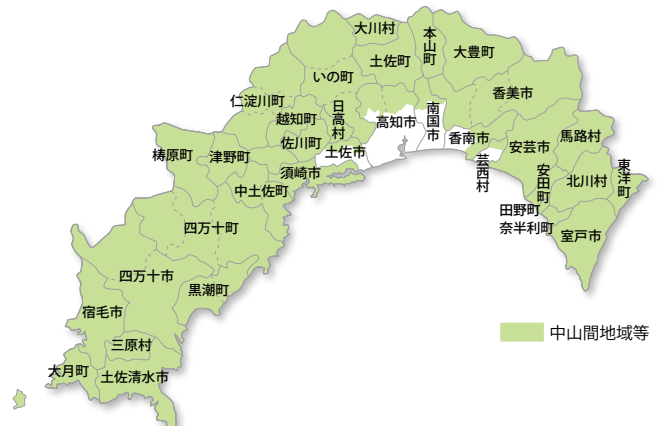 大川村
本山町
土佐町
大豊町
いの町
香美市
仁淀川町
日高村
越知町
高知市
南国市
香南市
佐川町
土佐市
安芸市
馬路村
梼原町
津野町
芸西村
須崎市
安田町
北川村
東洋町
中土佐町
田野町
奈半利町
室戸市
四万十町
四万十市
黒潮町
宿毛市
三原村
大月町
土佐清水市
中山間地域等